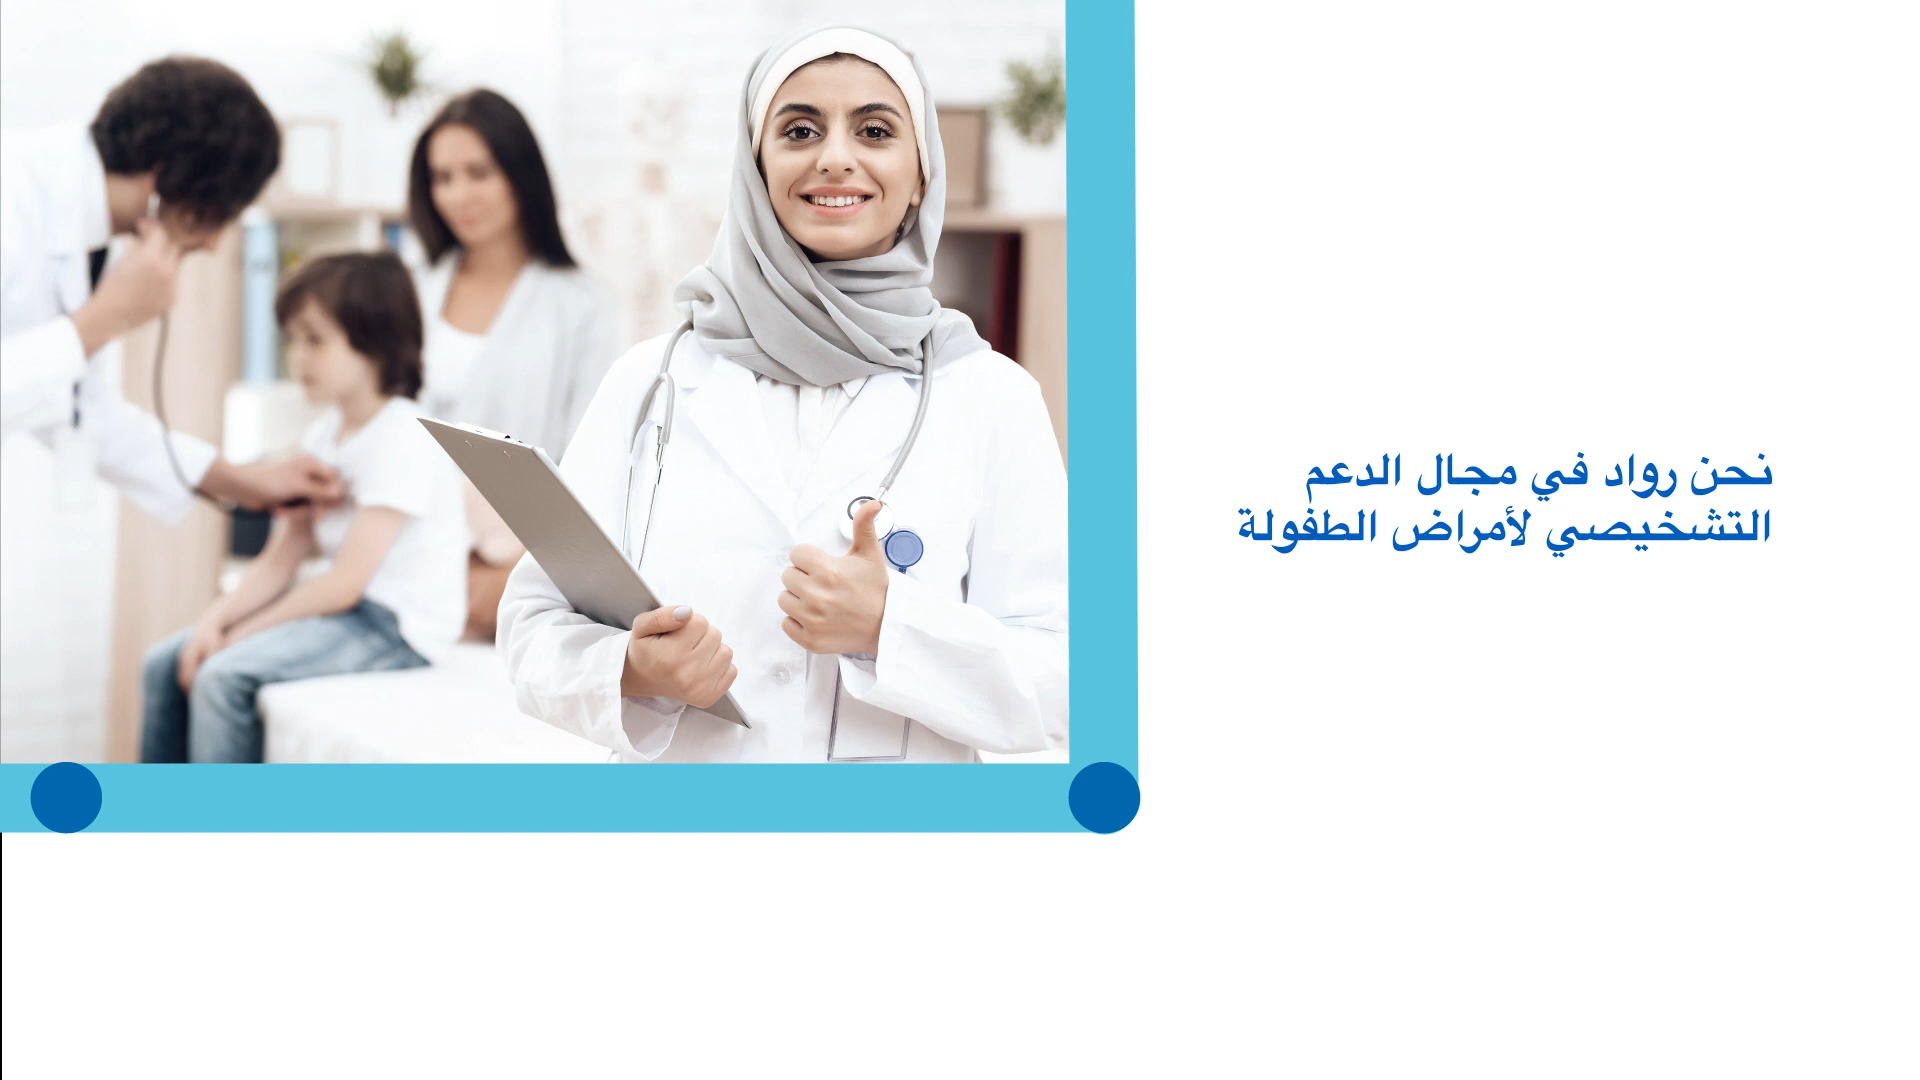 نحن رواد في مجال الدعم
التشخيصي لأمراض الطفولة